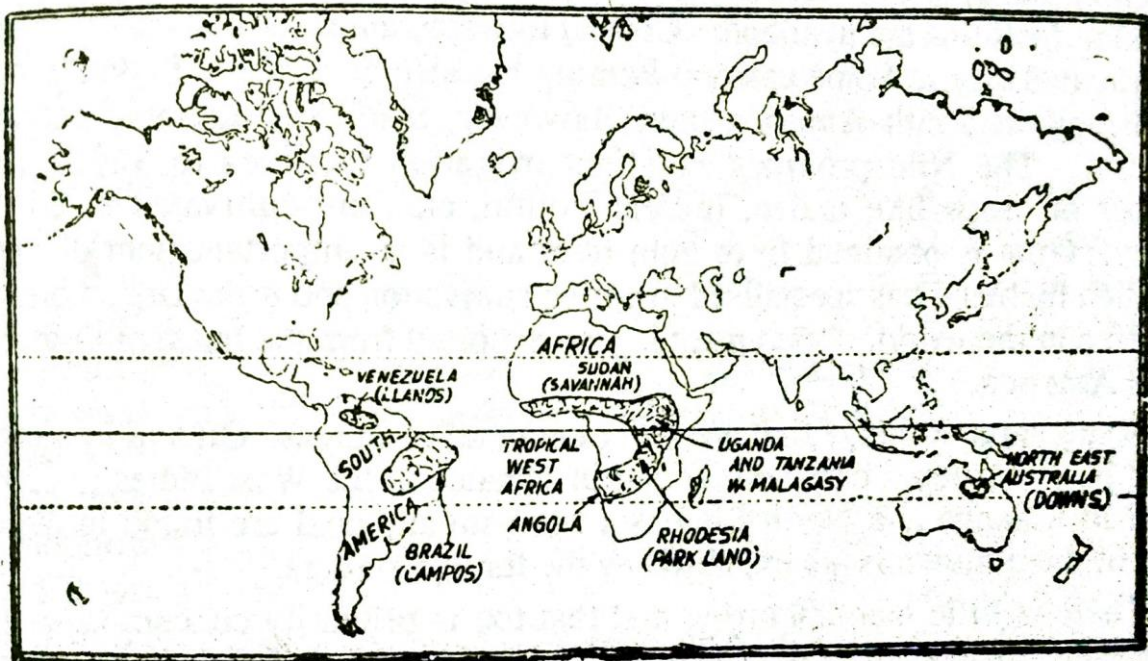 AFRICA
SUDAN
(SAVANNAH)
VENEZUELA
(LLANOS)
SOUTH
AMERICA
BRAZIL
(CAMPOS)
TROPICAL
WEST
AFRICA
ANGOLA
UGANDA
AND TANZANIA
W. MALAGASY
RHODESIA
(PARK LAND)
NORTH EAST
AUSTRALIA
(DOWNS)